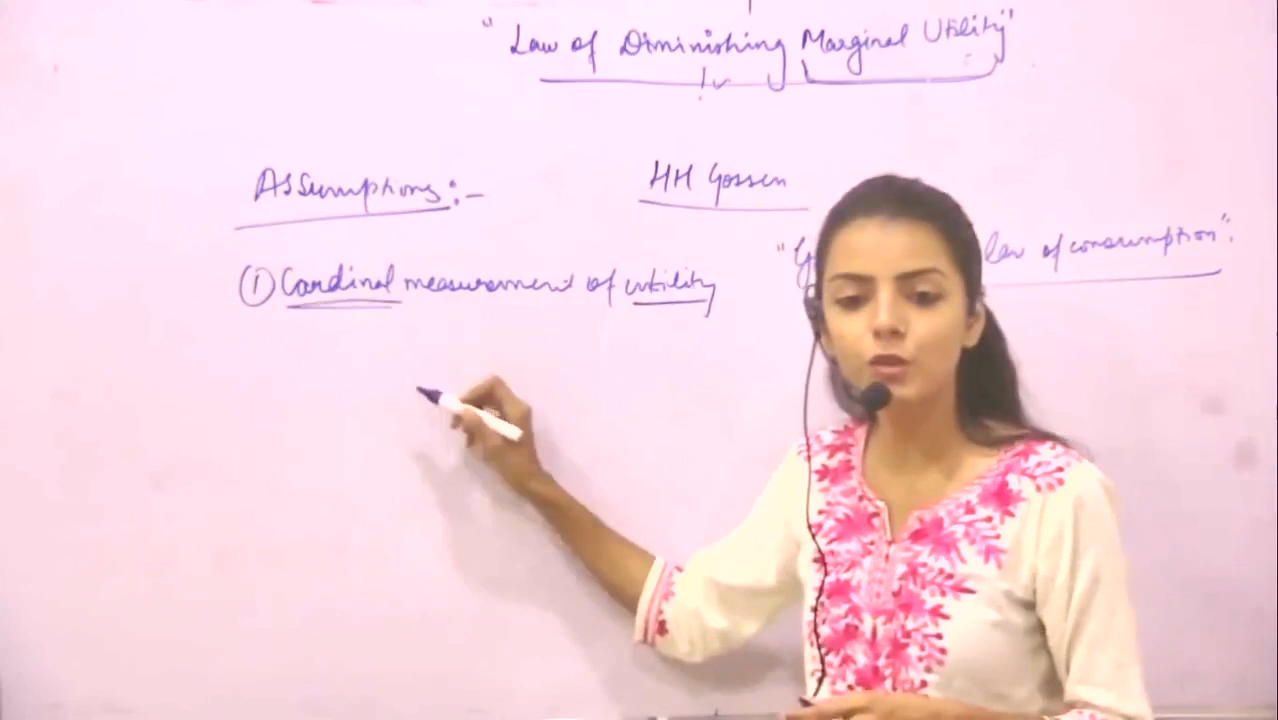 "Law of Diminishing Marginal Utility"
Assumptions:-
HH Gossen
law of consumption".
① Cardinal measurement of utility